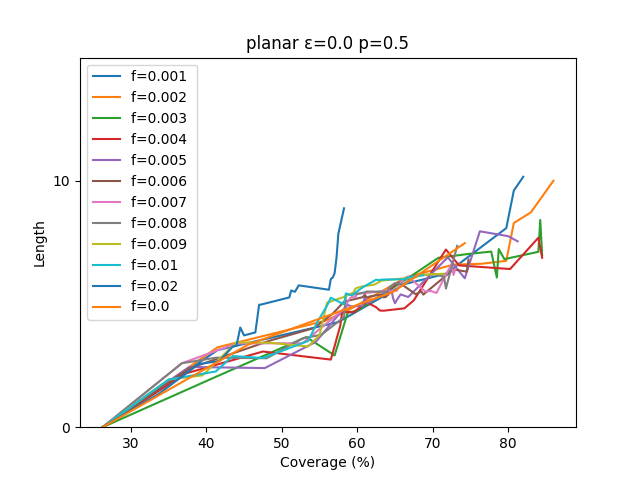 planar ε=0.0 p=0.5
f=0.001
f=0.002
f=0.003
f=0.004
f=0.005
f=0.006
f=0.007
f=0.008
f=0.009
f=0.01
f=0.02
f=0.0
10
0
Length
30 40 50 60 70 80
Coverage (%)